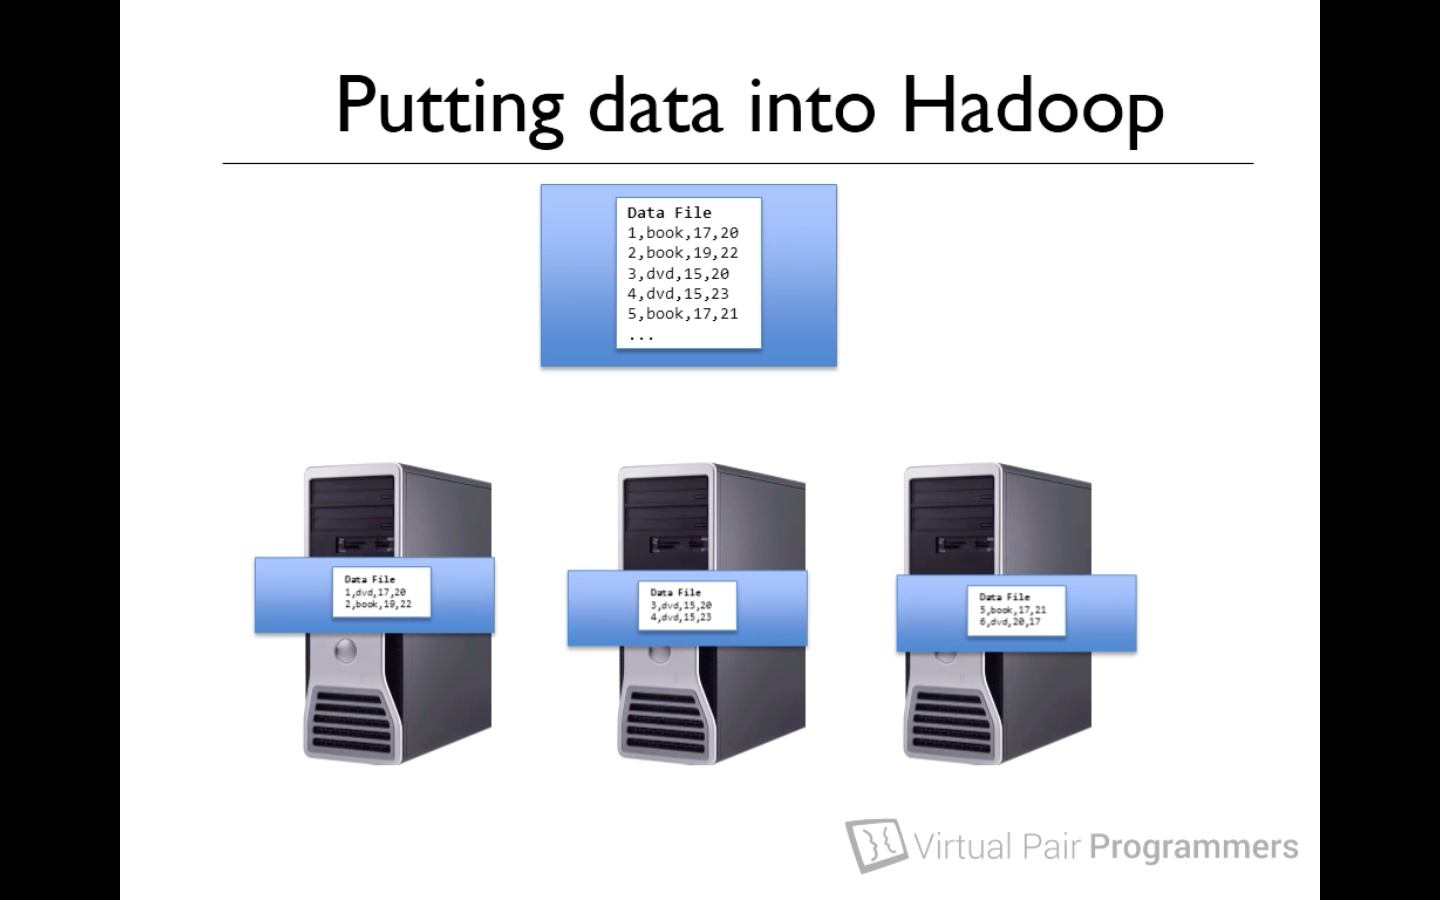 Putting data into Hadoop
Data File
1,book,17,20
2,book,19,22
3,dvd,15,20
4,dvd,15,23
5,book,17,21
...
Data File
1,dvd,17,20
2,book,19,22
Data File
3,dvd,15,20
4,dvd,15,23
Data File
5,book,17,21
6,dvd,20,17
Virtual Pair Programmers